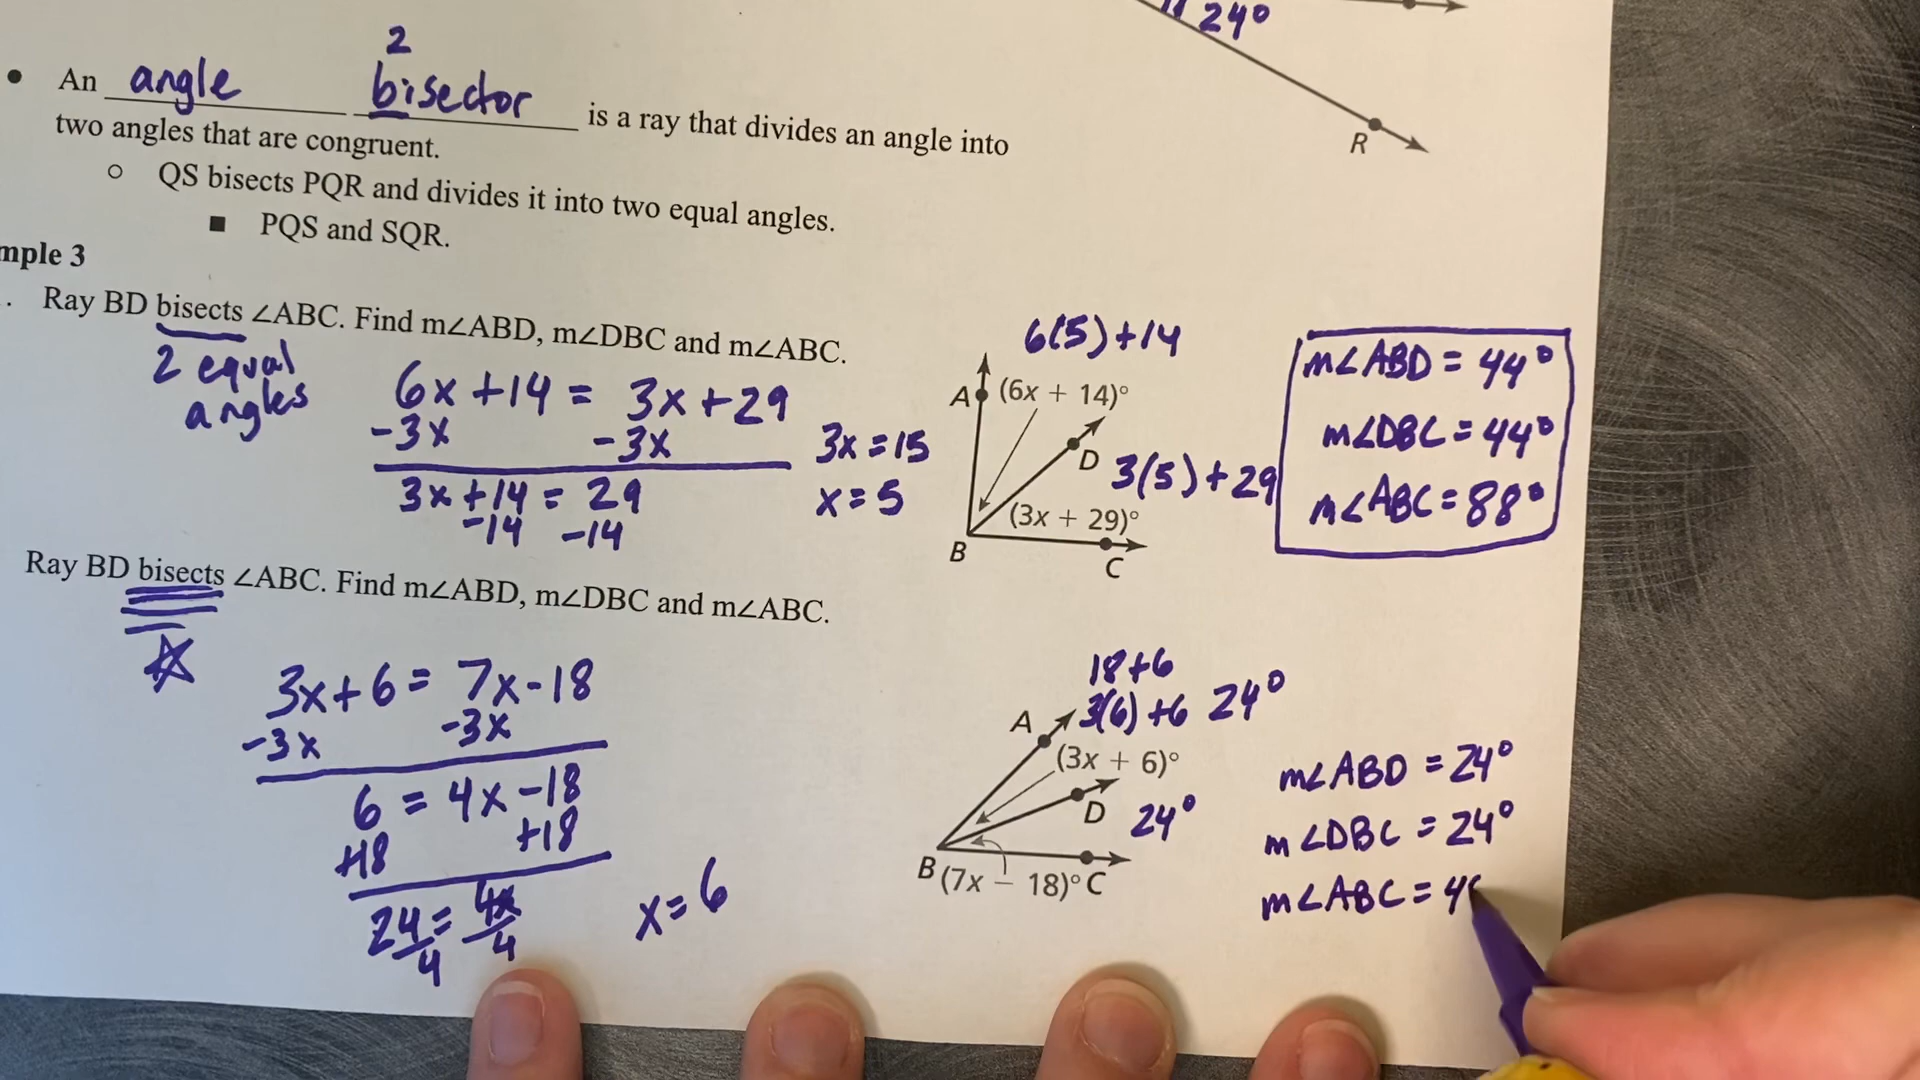 24°
R
2
• An angle bisector is a ray that divides an angle into
two angles that are congruent.
○ QS bisects PQR and divides it into two equal angles.
■ PQS and SQR.
mple 3
. Ray BD bisects ∠ABC. Find m∠ABD, m∠DBC and m∠ABC.
2 equal
angles
6x + 14 = 3x + 29
-3x -3x
3x + 14 = 29
-14 -14
3x = 15
x = 5
6(5) + 14
A (6x + 14)°
D 3(5) + 29
(3x + 29)°
B
C
m∠ABD = 44°
m∠DBC = 44°
m∠ABC = 88°
Ray BD bisects ∠ABC. Find m∠ABD, m∠DBC and m∠ABC.
3x + 6 = 7x - 18
-3x -3x
6 = 4x - 18
+18 +18
24/4 = 4x/4
x = 6
18 + 6
A 3(6) + 6 24°
(3x + 6)°
D 24°
B (7x − 18)° C
m∠ABD = 24°
m∠DBC = 24°
m∠ABC = 4